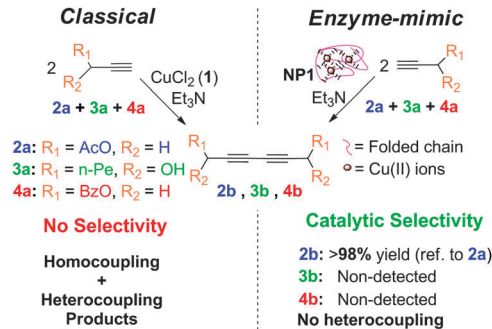 Classical
Enzyme-mimic
2
R₁
R₂
CuCl₂ (1)
Et₃N
2a + 3a + 4a
NP1
2
R₁
R₂
Et₃N
2a + 3a + 4a
2a: R₁ = AcO, R₂ = H
3a: R₁ = n-Pe, R₂ = OH
4a: R₁ = BzO, R₂ = H
R₁
R₂
R₁
R₂
2b , 3b , 4b
= Folded chain
= Cu(II) ions
No Selectivity
Homocoupling
+
Heterocoupling
Products
Catalytic Selectivity
2b: >98% yield (ref. to 2a)
3b: Non-detected
4b: Non-detected
No heterocoupling